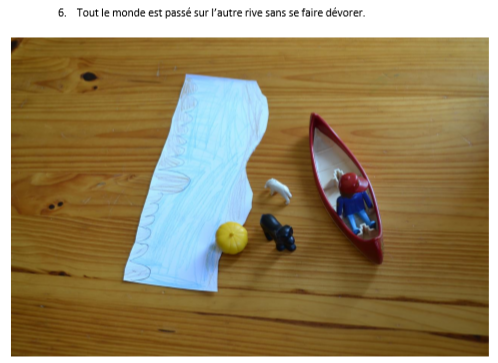 6. Tout le monde est passé sur l'autre rive sans se faire dévorer.